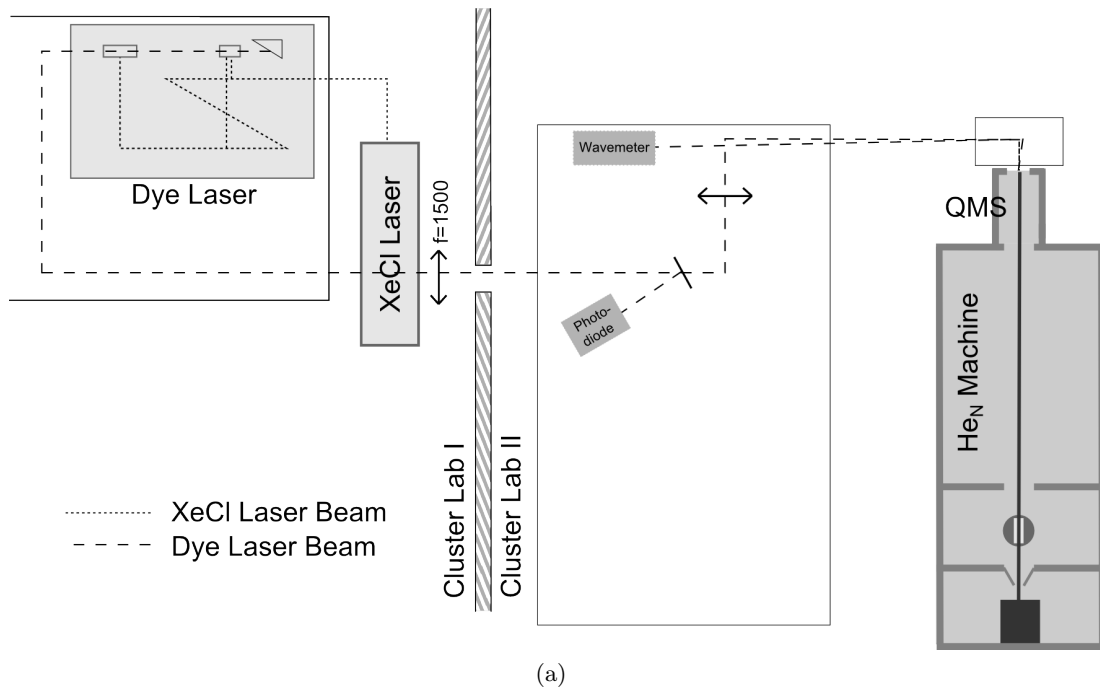 Dye Laser
XeCl Laser
f=1500
Wavemeter
Photo-
diode
QMS
He_N Machine
Cluster Lab I
Cluster Lab II
XeCl Laser Beam
Dye Laser Beam
(a)